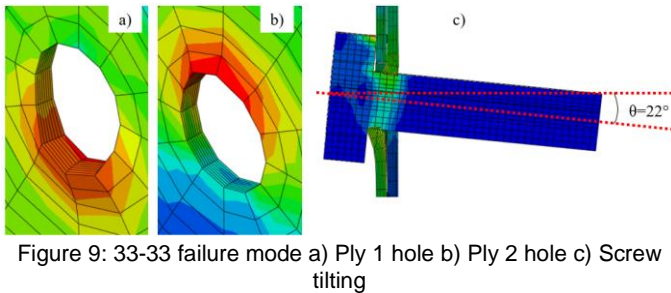 a)
b)
c)
θ=22°
Figure 9: 33-33 failure mode a) Ply 1 hole b) Ply 2 hole c) Screw
tilting